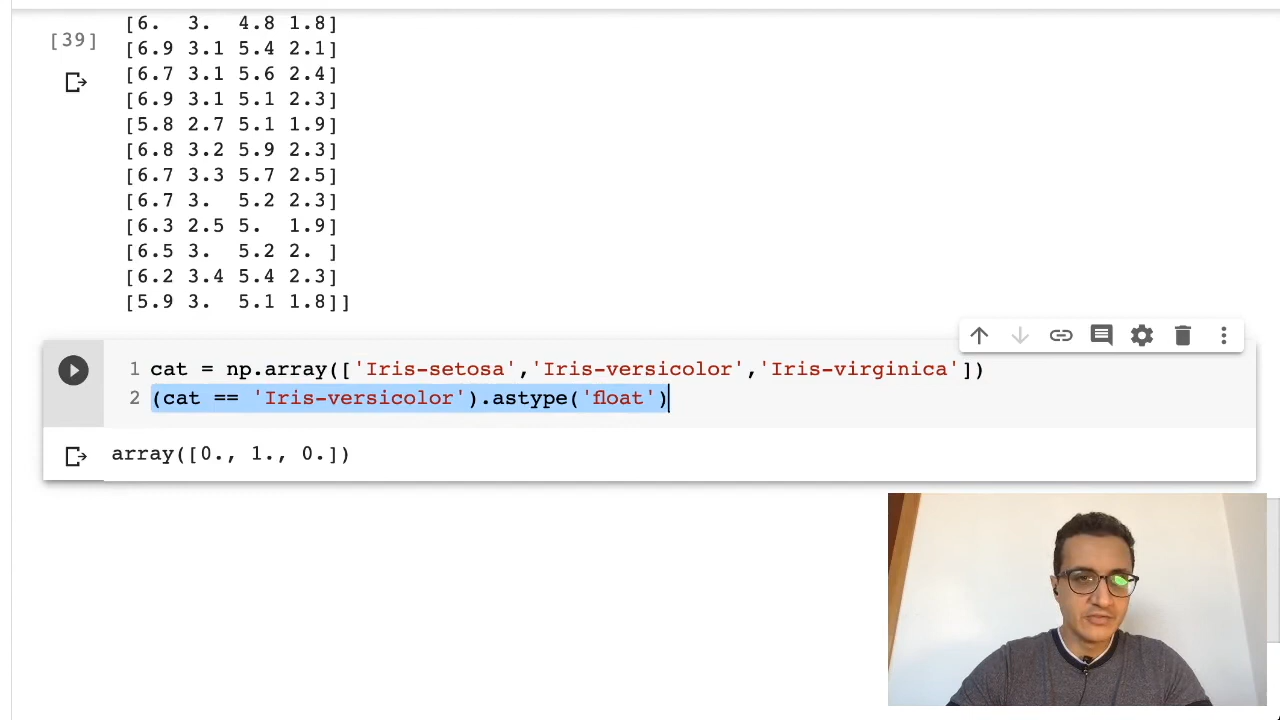 [6.  3.  4.8 1.8]
[39]
[6.9 3.1 5.4 2.1]
[6.7 3.1 5.6 2.4]
[6.9 3.1 5.1 2.3]
[5.8 2.7 5.1 1.9]
[6.8 3.2 5.9 2.3]
[6.7 3.3 5.7 2.5]
[6.7 3.  5.2 2.3]
[6.3 2.5 5.  1.9]
[6.5 3.  5.2 2. ]
[6.2 3.4 5.4 2.3]
[5.9 3.  5.1 1.8]]
1 cat = np.array(['Iris-setosa','Iris-versicolor','Iris-virginica'])
2 (cat == 'Iris-versicolor').astype('float')
array([0., 1., 0.])